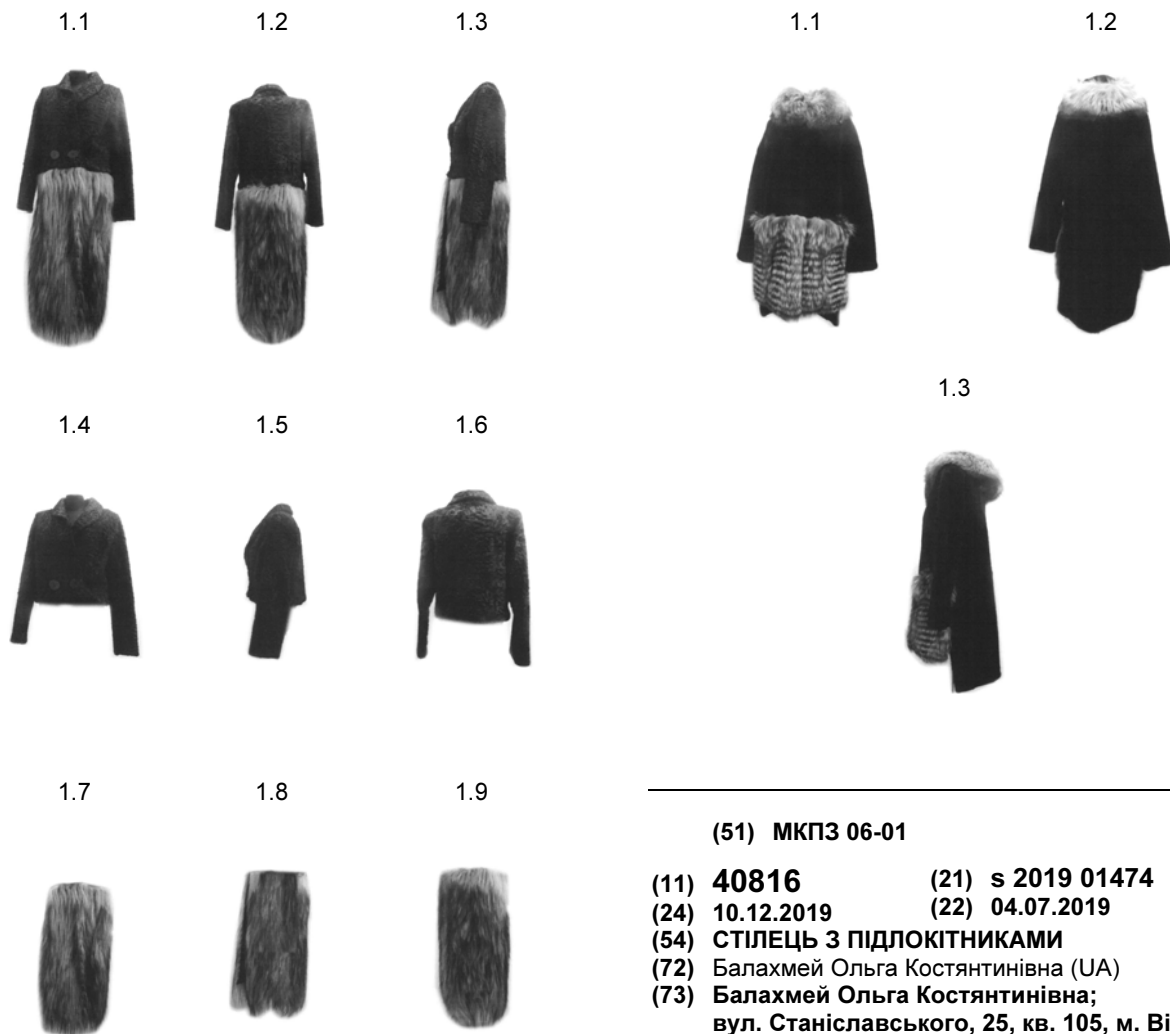 1.1 1.2 1.3
1.4 1.5 1.6
1.7 1.8 1.9
1.1 1.2
1.3
(51) МКПЗ 06-01
(11) 40816 (21) s 2019 01474
(24) 10.12.2019 (22) 04.07.2019
(54) СТІЛЕЦЬ З ПІДЛОКІТНИКАМИ
(72) Балахмей Ольга Костянтинівна (UA)
(73) Балахмей Ольга Костянтинівна;
вул. Станіславського, 25, кв. 105, м. Ві